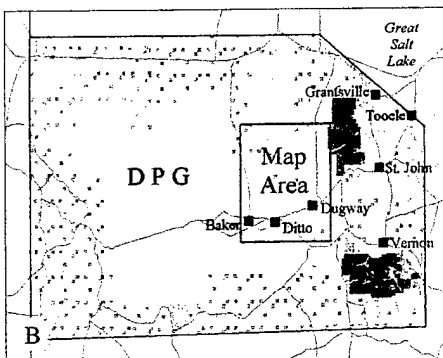 Great
Salt
Lake
Grantsville
Tooele
D P G
Map
Area
St. John
Dugway
Baker
Ditto
Vernon
B